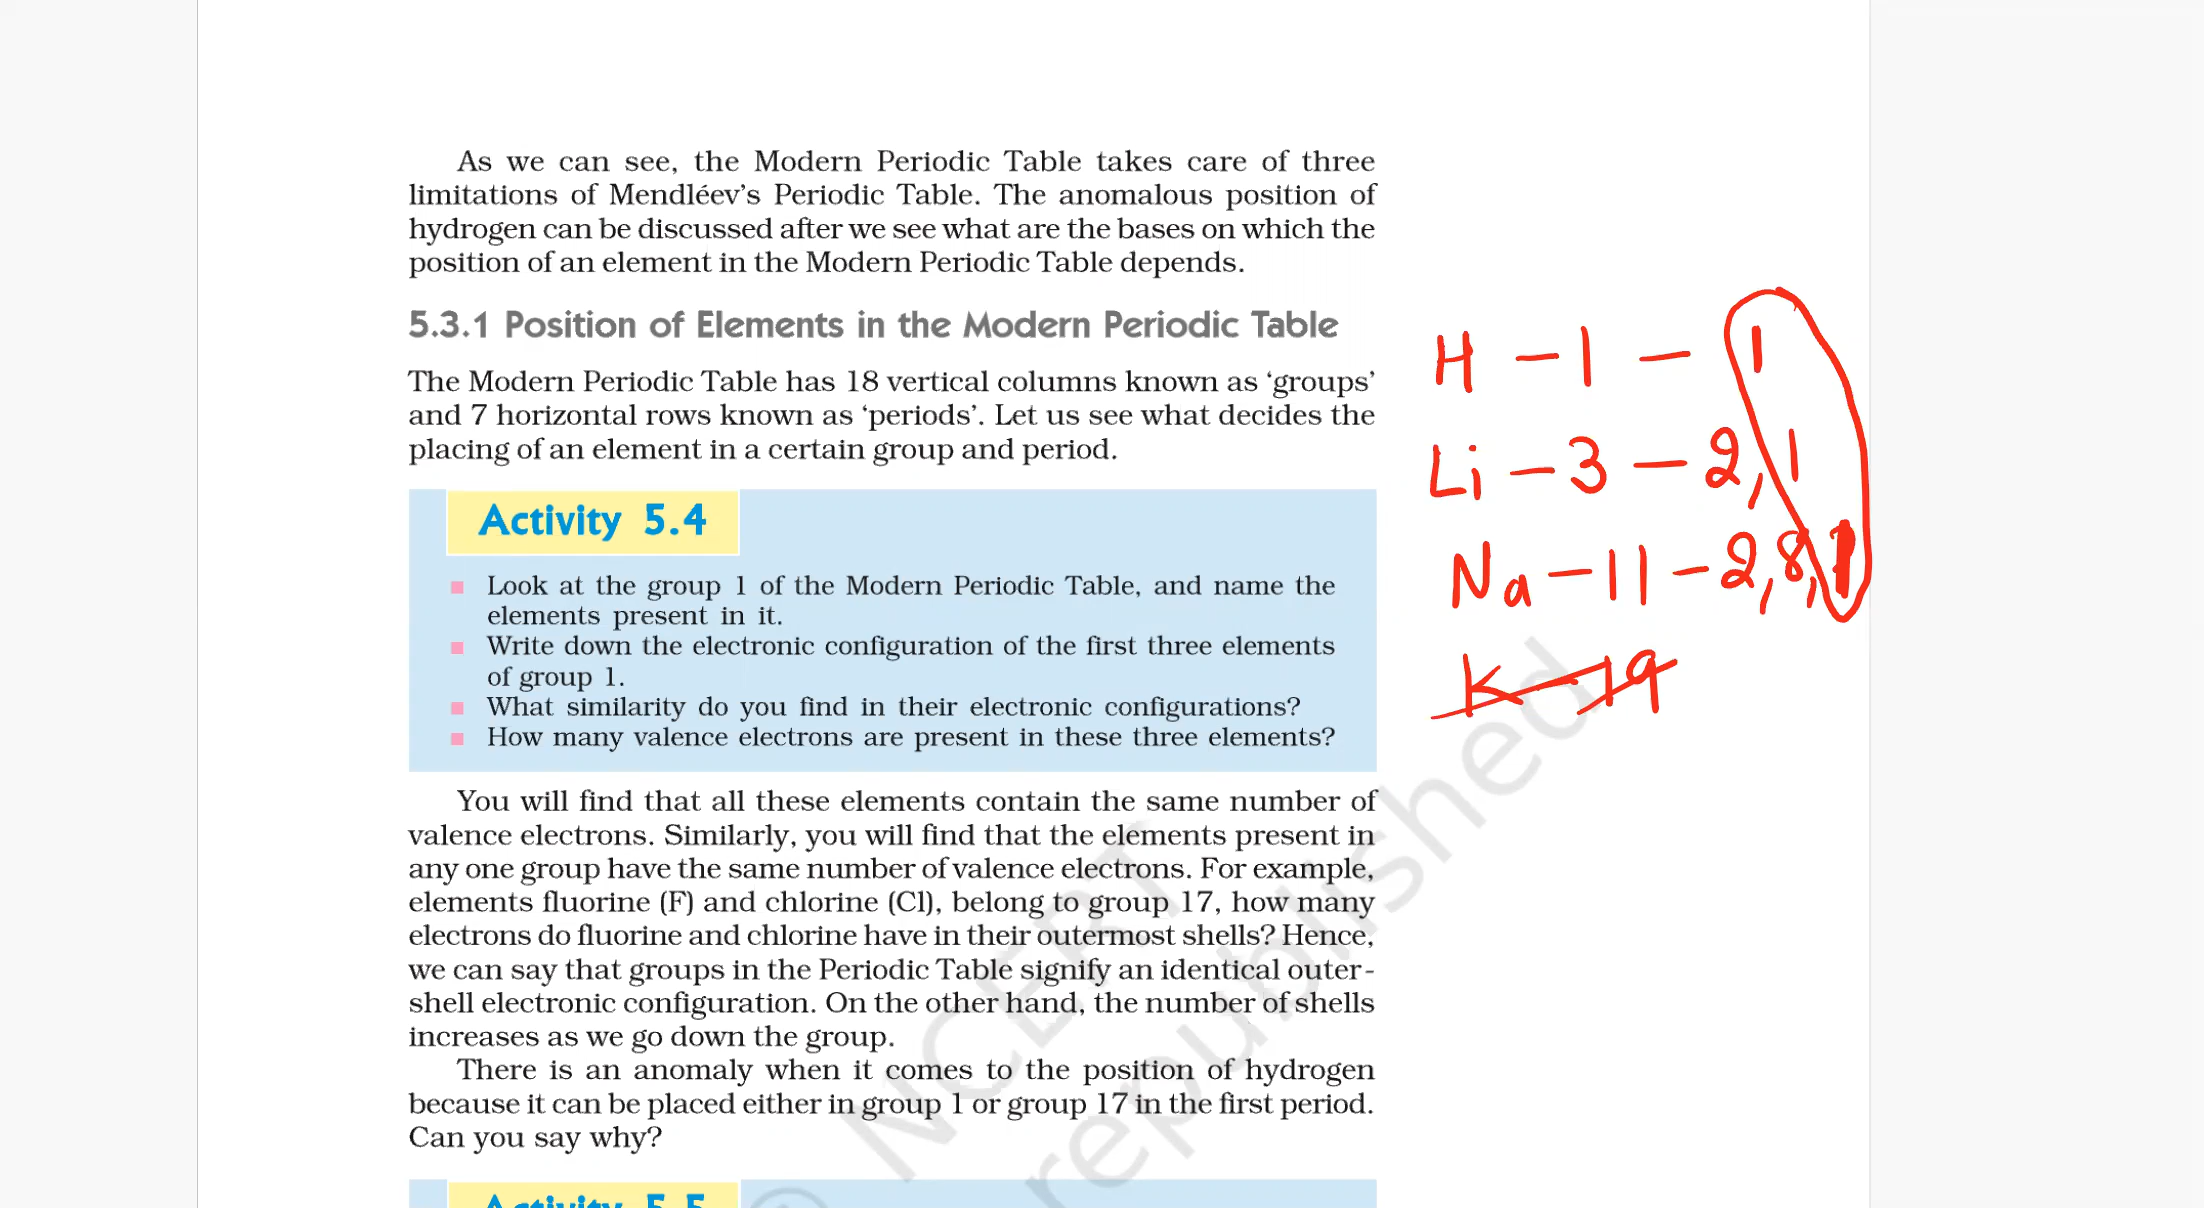 As we can see, the Modern Periodic Table takes care of three
limitations of Mendléev's Periodic Table. The anomalous position of
hydrogen can be discussed after we see what are the bases on which the
position of an element in the Modern Periodic Table depends.
5.3.1 Position of Elements in the Modern Periodic Table
The Modern Periodic Table has 18 vertical columns known as ‘groups’
and 7 horizontal rows known as ‘periods’. Let us see what decides the
placing of an element in a certain group and period.
Activity 5.4
Look at the group 1 of the Modern Periodic Table, and name the
elements present in it.
Write down the electronic configuration of the first three elements
of group 1.
What similarity do you find in their electronic configurations?
How many valence electrons are present in these three elements?
You will find that all these elements contain the same number of
valence electrons. Similarly, you will find that the elements present in
any one group have the same number of valence electrons. For example,
elements fluorine (F) and chlorine (Cl), belong to group 17, how many
electrons do fluorine and chlorine have in their outermost shells? Hence,
we can say that groups in the Periodic Table signify an identical outer-
shell electronic configuration. On the other hand, the number of shells
increases as we go down the group.
There is an anomaly when it comes to the position of hydrogen
because it can be placed either in group 1 or group 17 in the first period.
Can you say why?
Activity 5.5
H – 1 – 1
Li – 3 – 2, 1
Na – 11 – 2, 8, 1
K – 19
© NCERT
republished